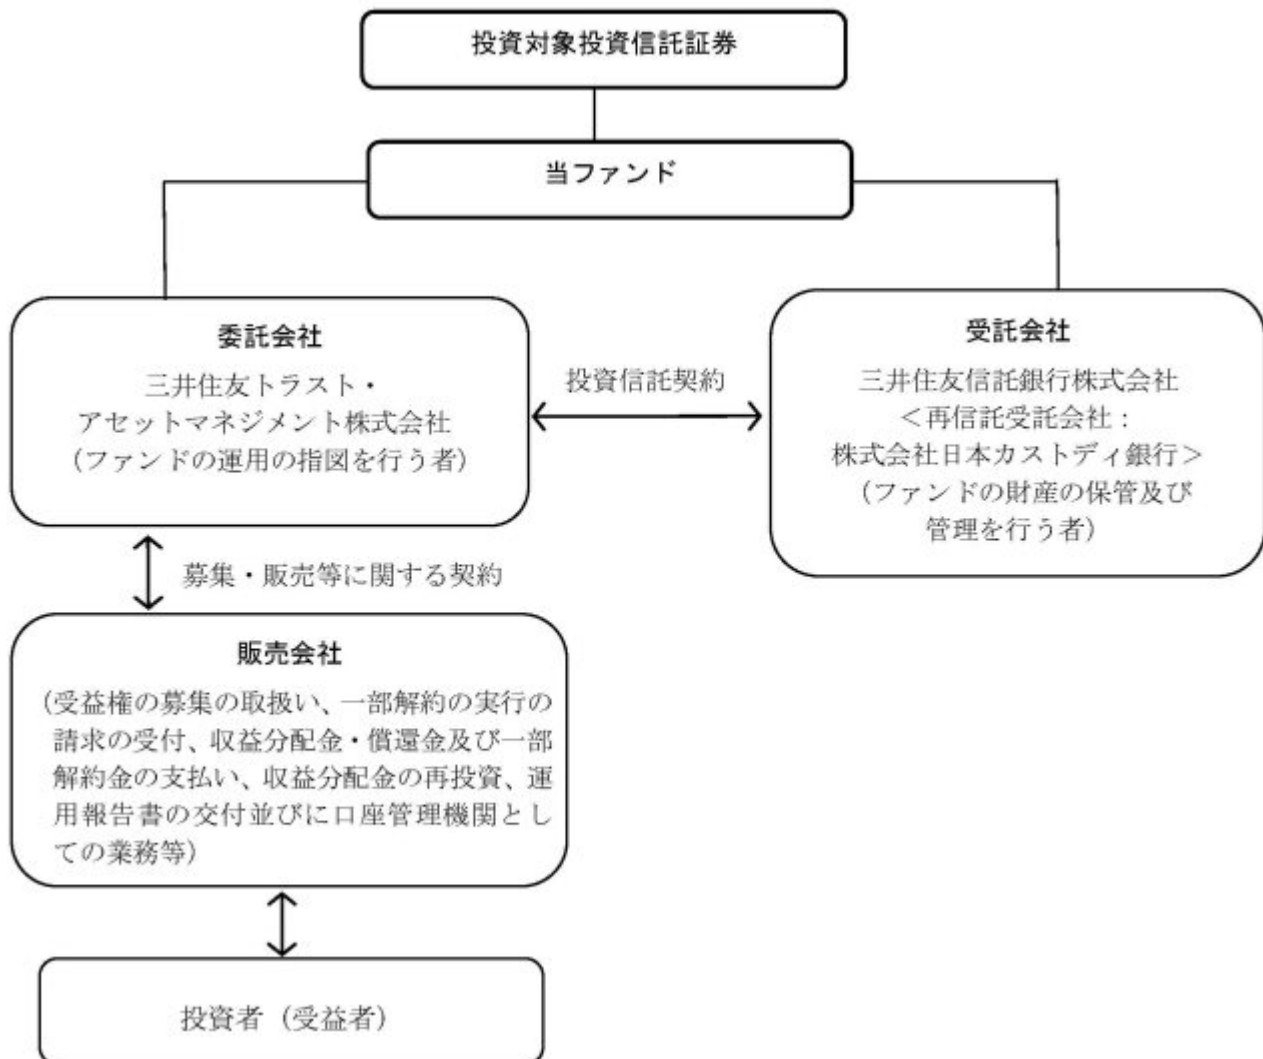 投資対象投資信託証券
当ファンド
委託会社
三井住友トラスト・
アセットマネジメント株式会社
（ファンドの運用の指図を行う者）
投資信託契約
受託会社
三井住友信託銀行株式会社
＜再信託受託会社：
株式会社日本カストディ銀行＞
（ファンドの財産の保管及び
管理を行う者）
募集・販売等に関する契約
販売会社
（受益権の募集の取扱い、一部解約の実行の
請求の受付、収益分配金・償還金及び一部
解約金の支払い、収益分配金の再投資、運
用報告書の交付並びに口座管理機関とし
ての業務等）
投資者（受益者）